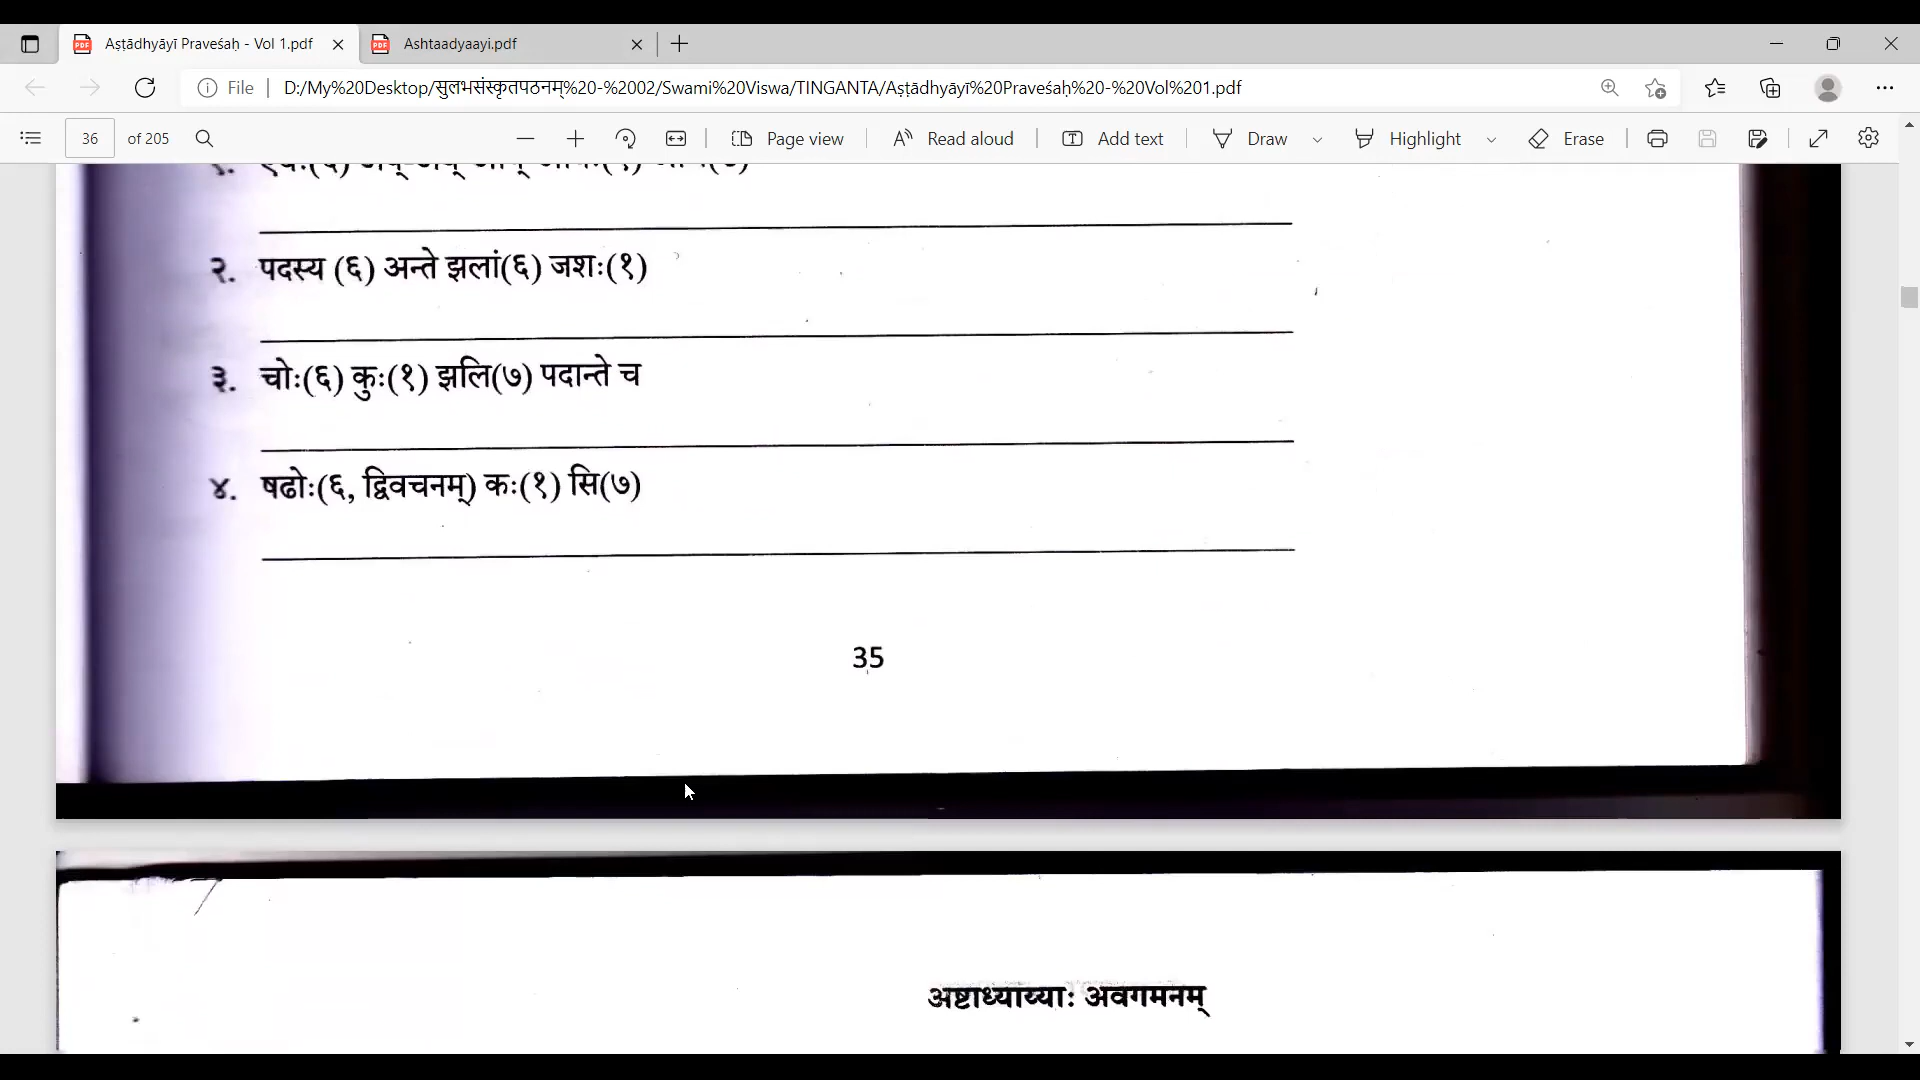 Aṣṭādhyāyī Praveśaḥ - Vol 1.pdf
Ashtaadyaayi.pdf
File
D:/My%20Desktop/सुलभसंस्कृतपठनम्%20-%2002/Swami%20Viswa/TINGANTA/Aṣṭādhyāyī%20Praveśaḥ%20-%20Vol%201.pdf
36 of 205
Page view
Read aloud
Add text
Draw
Highlight
Erase
२. पदस्य (६) अन्ते झलां(६) जशः(१)
३. चोः(६) कुः(१) झलि(७) पदान्ते च
४. षढोः(६, द्विवचनम्) कः(१) सि(७)
35
अष्टाध्याय्याः अवगमनम्